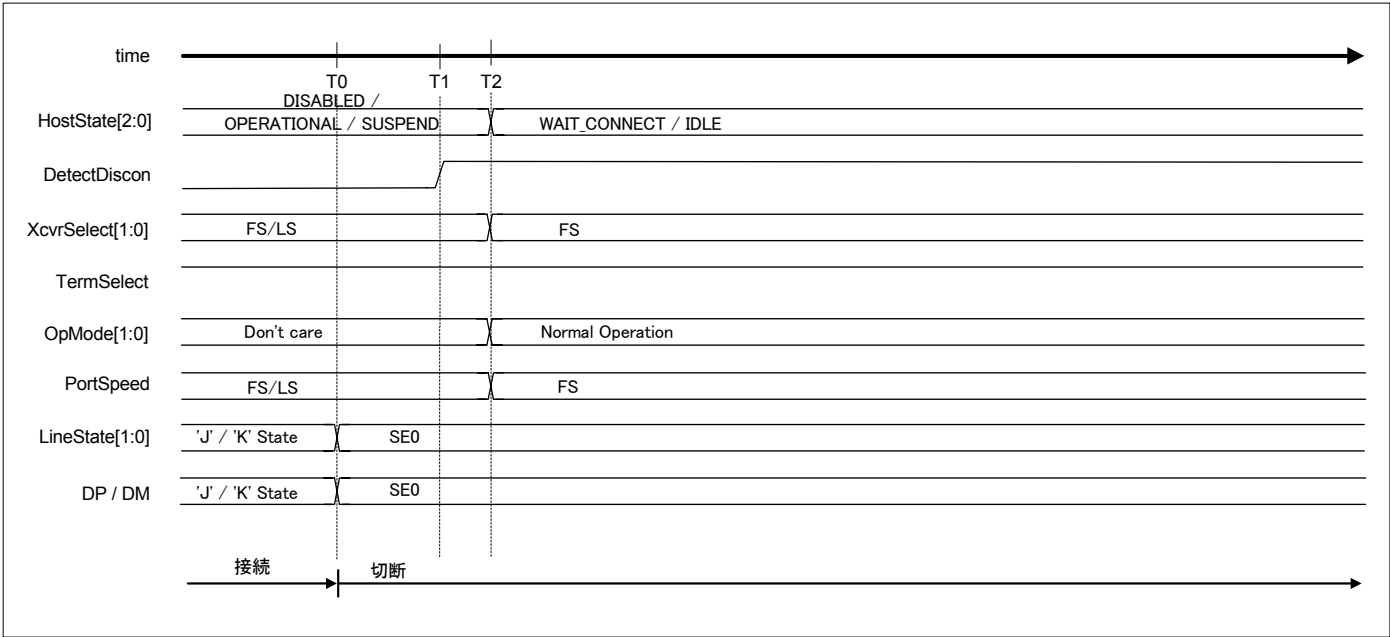 time
T0 T1 T2
DISABLED /
HostState[2:0] OPERATIONAL / SUSPEND WAIT_CONNECT / IDLE
DetectDiscon
XcvrSelect[1:0] FS/LS FS
TermSelect
OpMode[1:0] Don't care Normal Operation
PortSpeed FS/LS FS
LineState[1:0] 'J' / 'K' State SE0
DP / DM 'J' / 'K' State SE0
接続 切断